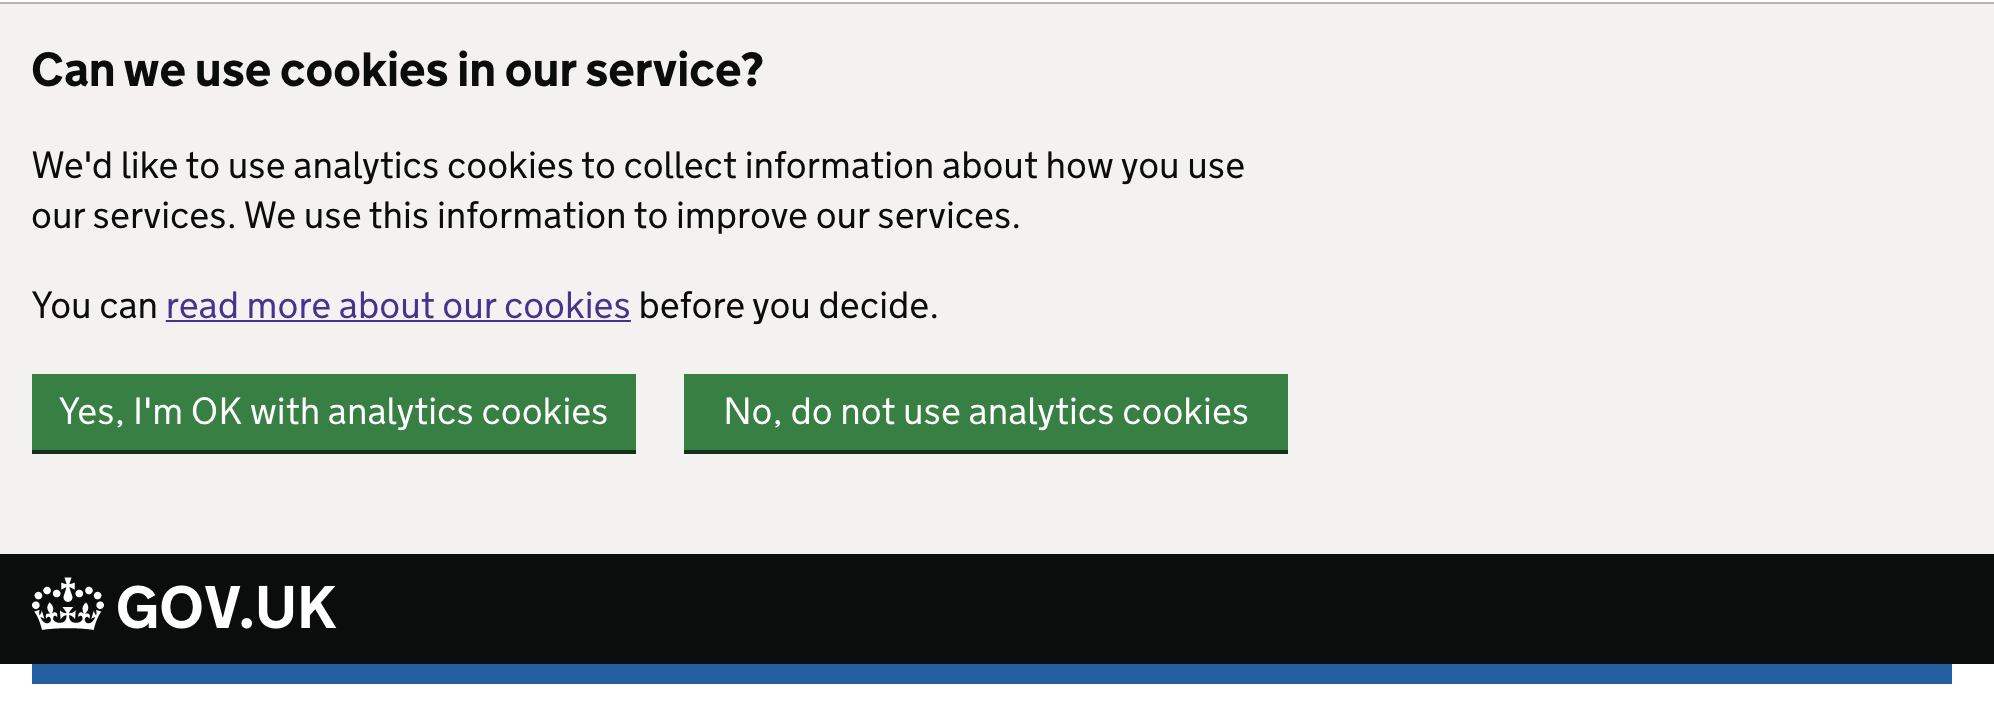 Can we use cookies in our service?
We'd like to use analytics cookies to collect information about how you use
our services. We use this information to improve our services.
You can read more about our cookies before you decide.
Yes, I'm OK with analytics cookies
No, do not use analytics cookies
GOV.UK